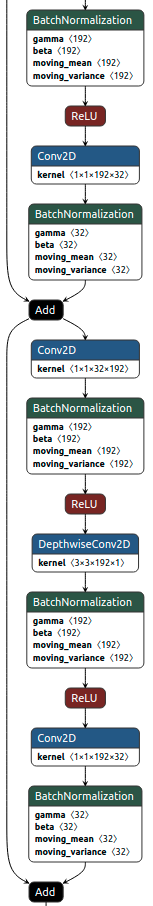 BatchNormalization
gamma ⟨192⟩
beta ⟨192⟩
moving_mean ⟨192⟩
moving_variance ⟨192⟩
ReLU
Conv2D
kernel ⟨1×1×192×32⟩
BatchNormalization
gamma ⟨32⟩
beta ⟨32⟩
moving_mean ⟨32⟩
moving_variance ⟨32⟩
Add
Conv2D
kernel ⟨1×1×32×192⟩
BatchNormalization
gamma ⟨192⟩
beta ⟨192⟩
moving_mean ⟨192⟩
moving_variance ⟨192⟩
ReLU
DepthwiseConv2D
kernel ⟨3×3×192×1⟩
BatchNormalization
gamma ⟨192⟩
beta ⟨192⟩
moving_mean ⟨192⟩
moving_variance ⟨192⟩
ReLU
Conv2D
kernel ⟨1×1×192×32⟩
BatchNormalization
gamma ⟨32⟩
beta ⟨32⟩
moving_mean ⟨32⟩
moving_variance ⟨32⟩
Add